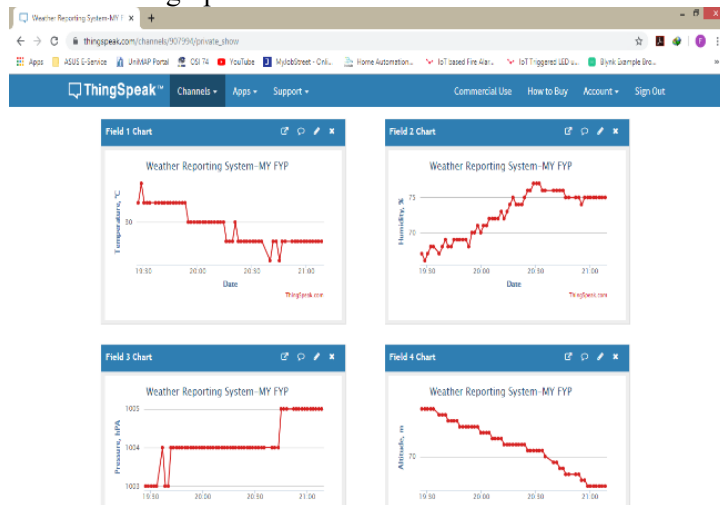 Weather Reporting System-MY F
thingspeak.com/channels/907994/private_show
Apps ASUS E-Service UniMAP Portal OSI 74 YouTube MyJobStreet - Onli... Home Automation... IoT based Fire Alar... IoT Triggered LED u... Blynk Example Bro...
ThingSpeak™ Channels Apps Support Commercial Use How to Buy Account Sign Out
Field 1 Chart
Weather Reporting System-MY FYP
Temperature, °C
30
19:30 20:00 20:30 21:00
Date
ThingSpeak.com
Field 2 Chart
Weather Reporting System-MY FYP
Humidity, %
75
70
19:30 20:00 20:30 21:00
Date
ThingSpeak.com
Field 3 Chart
Weather Reporting System-MY FYP
Pressure, hPA
1005
1004
1003
19:30 20:00 20:30 21:00
Field 4 Chart
Weather Reporting System-MY FYP
Altitude, m
70
19:30 20:00 20:30 21:00